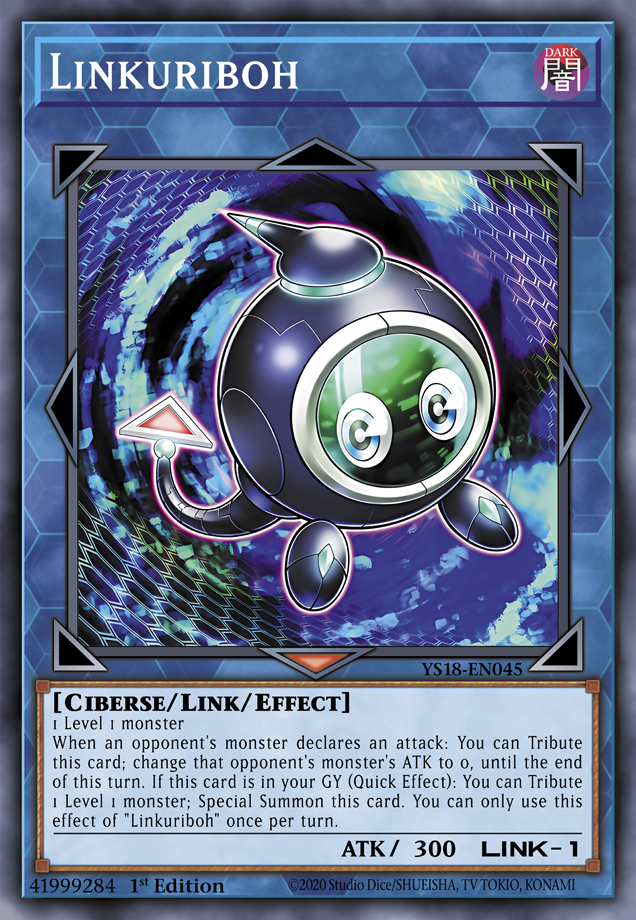 LINKURIBOH
DARK
闇
YS18-EN045
[CIBERSE/LINK/EFFECT]
1 Level 1 monster
When an opponent's monster declares an attack: You can Tribute
this card; change that opponent's monster's ATK to 0, until the end
of this turn. If this card is in your GY (Quick Effect): You can Tribute
1 Level 1 monster; Special Summon this card. You can only use this
effect of "Linkuriboh" once per turn.
ATK/ 300 LINK-1
41999284 1st Edition ©2020 Studio Dice/SHUEISHA, TV TOKIO, KONAMI